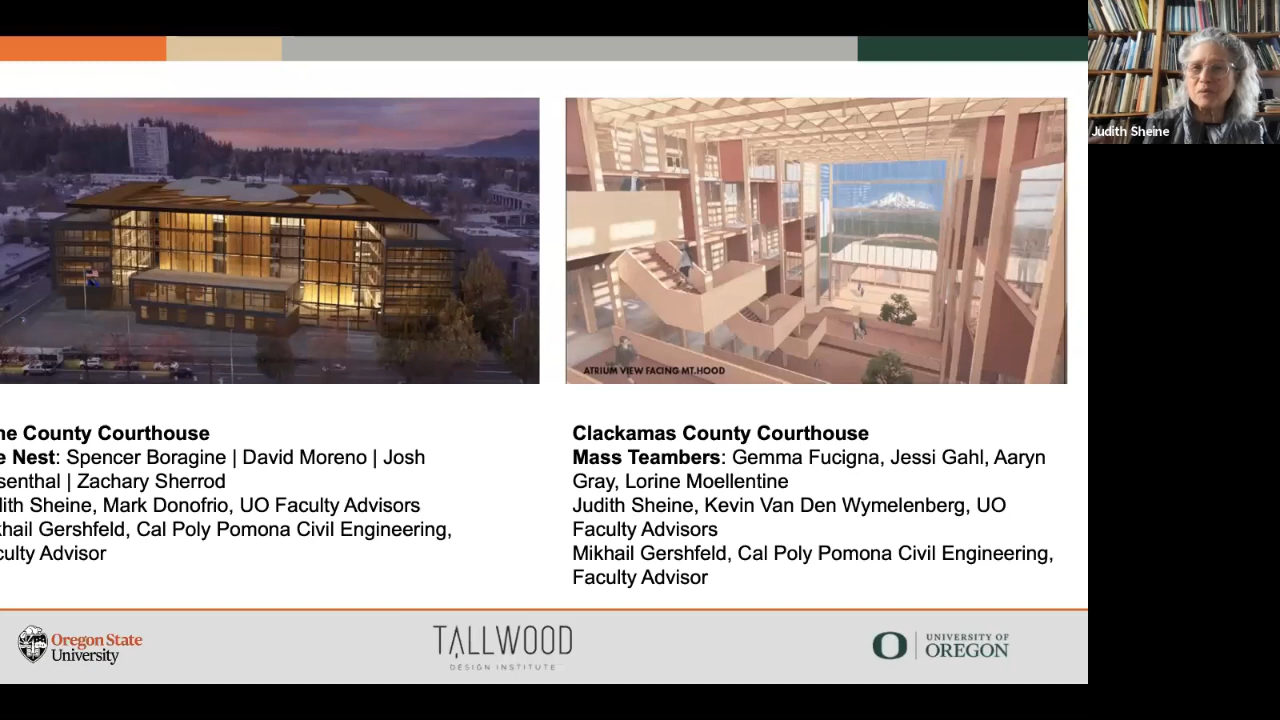 Judith Sheine
ATRIUM VIEW FACING MT.HOOD
ne County Courthouse
e Nest: Spencer Boragine | David Moreno | Josh
senthal | Zachary Sherrod
dith Sheine, Mark Donofrio, UO Faculty Advisors
khail Gershfeld, Cal Poly Pomona Civil Engineering,
culty Advisor
Clackamas County Courthouse
Mass Teambers: Gemma Fucigna, Jessi Gahl, Aaryn
Gray, Lorine Moellentine
Judith Sheine, Kevin Van Den Wymelenberg, UO
Faculty Advisors
Mikhail Gershfeld, Cal Poly Pomona Civil Engineering,
Faculty Advisor
Oregon State
University
TALLWOOD
DESIGN INSTITUTE
O
UNIVERSITY OF
OREGON